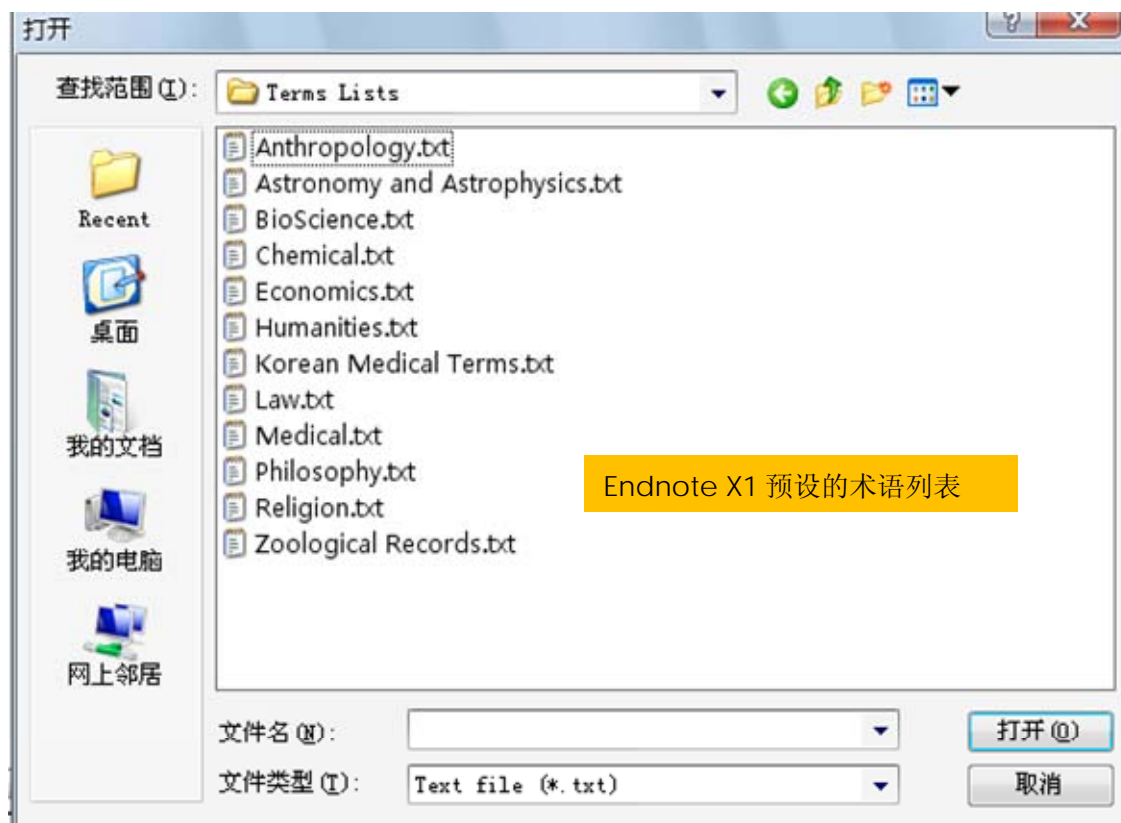 打开
查找范围(I):
Terms Lists
Recent
桌面
我的文档
我的电脑
网上邻居
Anthropology.txt
Astronomy and Astrophysics.txt
BioScience.txt
Chemical.txt
Economics.txt
Humanities.txt
Korean Medical Terms.txt
Law.txt
Medical.txt
Philosophy.txt
Religion.txt
Zoological Records.txt
Endnote X1 预设的术语列表
文件名(N):
打开(O)
文件类型(T):
Text file (*.txt)
取消